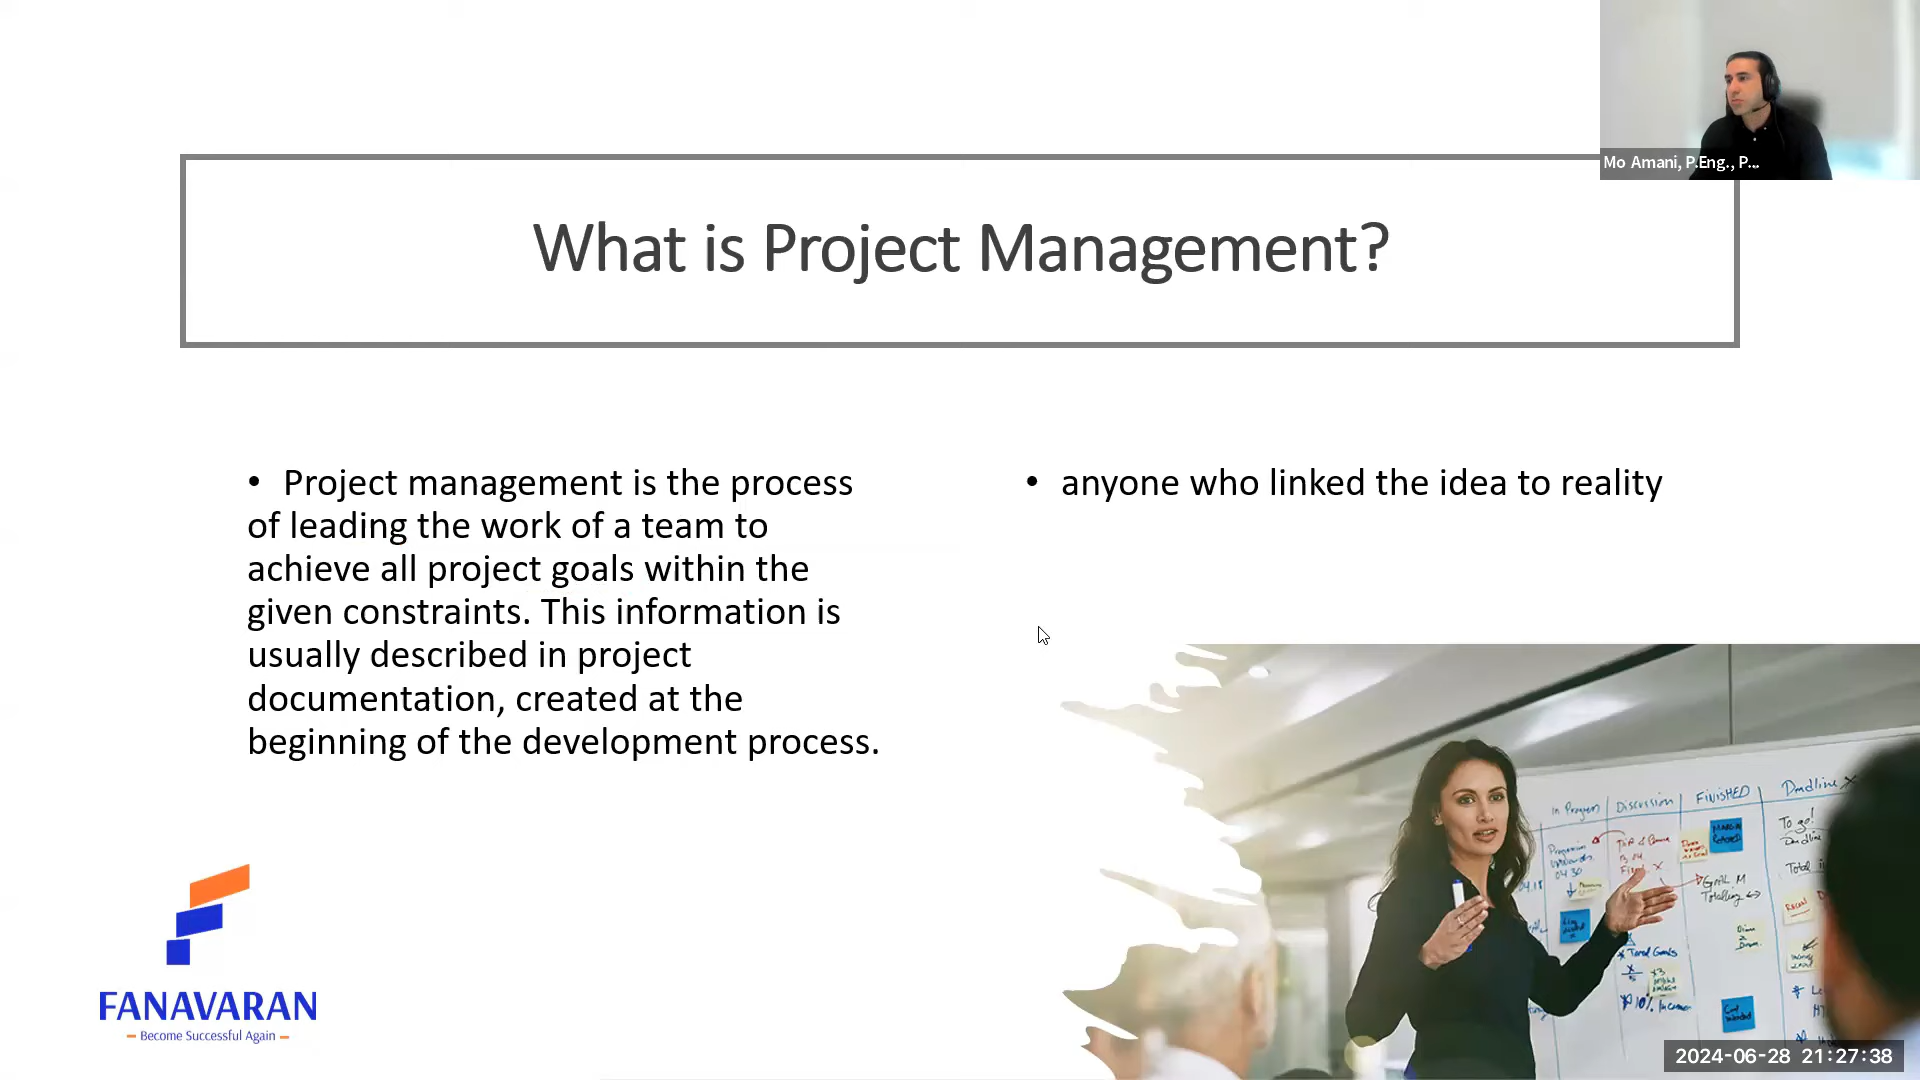 Mo Amani, P.Eng., P...
What is Project Management?
• Project management is the process
of leading the work of a team to
achieve all project goals within the
given constraints. This information is
usually described in project
documentation, created at the
beginning of the development process.
• anyone who linked the idea to reality
In Progress
Discussion
FINISHED
Deadline
To go!
Total
FANAVARAN
Become Successful Again
2024-06-28 21:27:38